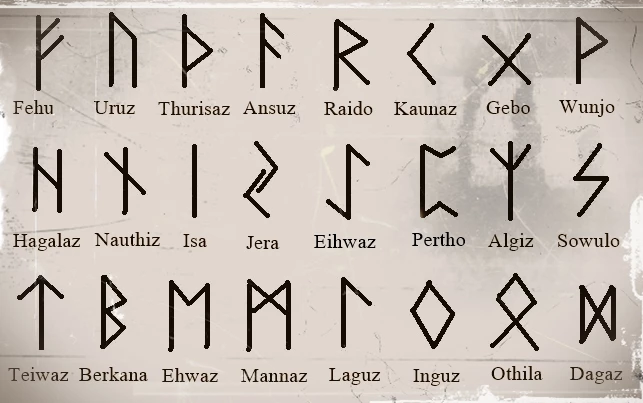 ᚠ ᚢ ᚦ ᚨ ᚱ ᚲ ᚷ ᚹ
Fehu Uruz Thurisaz Ansuz Raido Kaunaz Gebo Wunjo
ᚺ ᚾ ᛁ ᛃ ᛇ ᛈ ᛉ ᛊ
Hagalaz Nauthiz Isa Jera Eihwaz Pertho Algiz Sowulo
ᛏ ᛒ ᛖ ᛗ ᛚ ᛜ ᛟ ᛞ
Teiwaz Berkana Ehwaz Mannaz Laguz Inguz Othila Dagaz